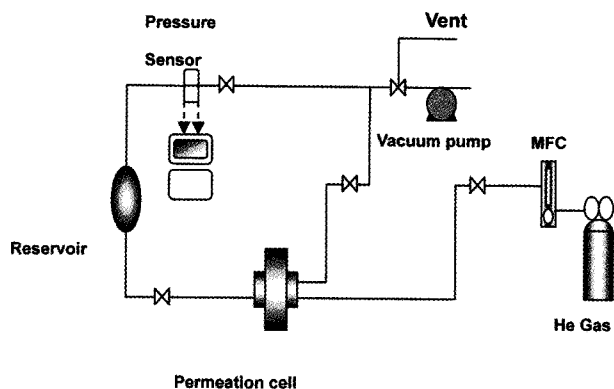 Pressure
Vent
Sensor
Vacuum pump
MFC
Reservoir
He Gas
Permeation cell